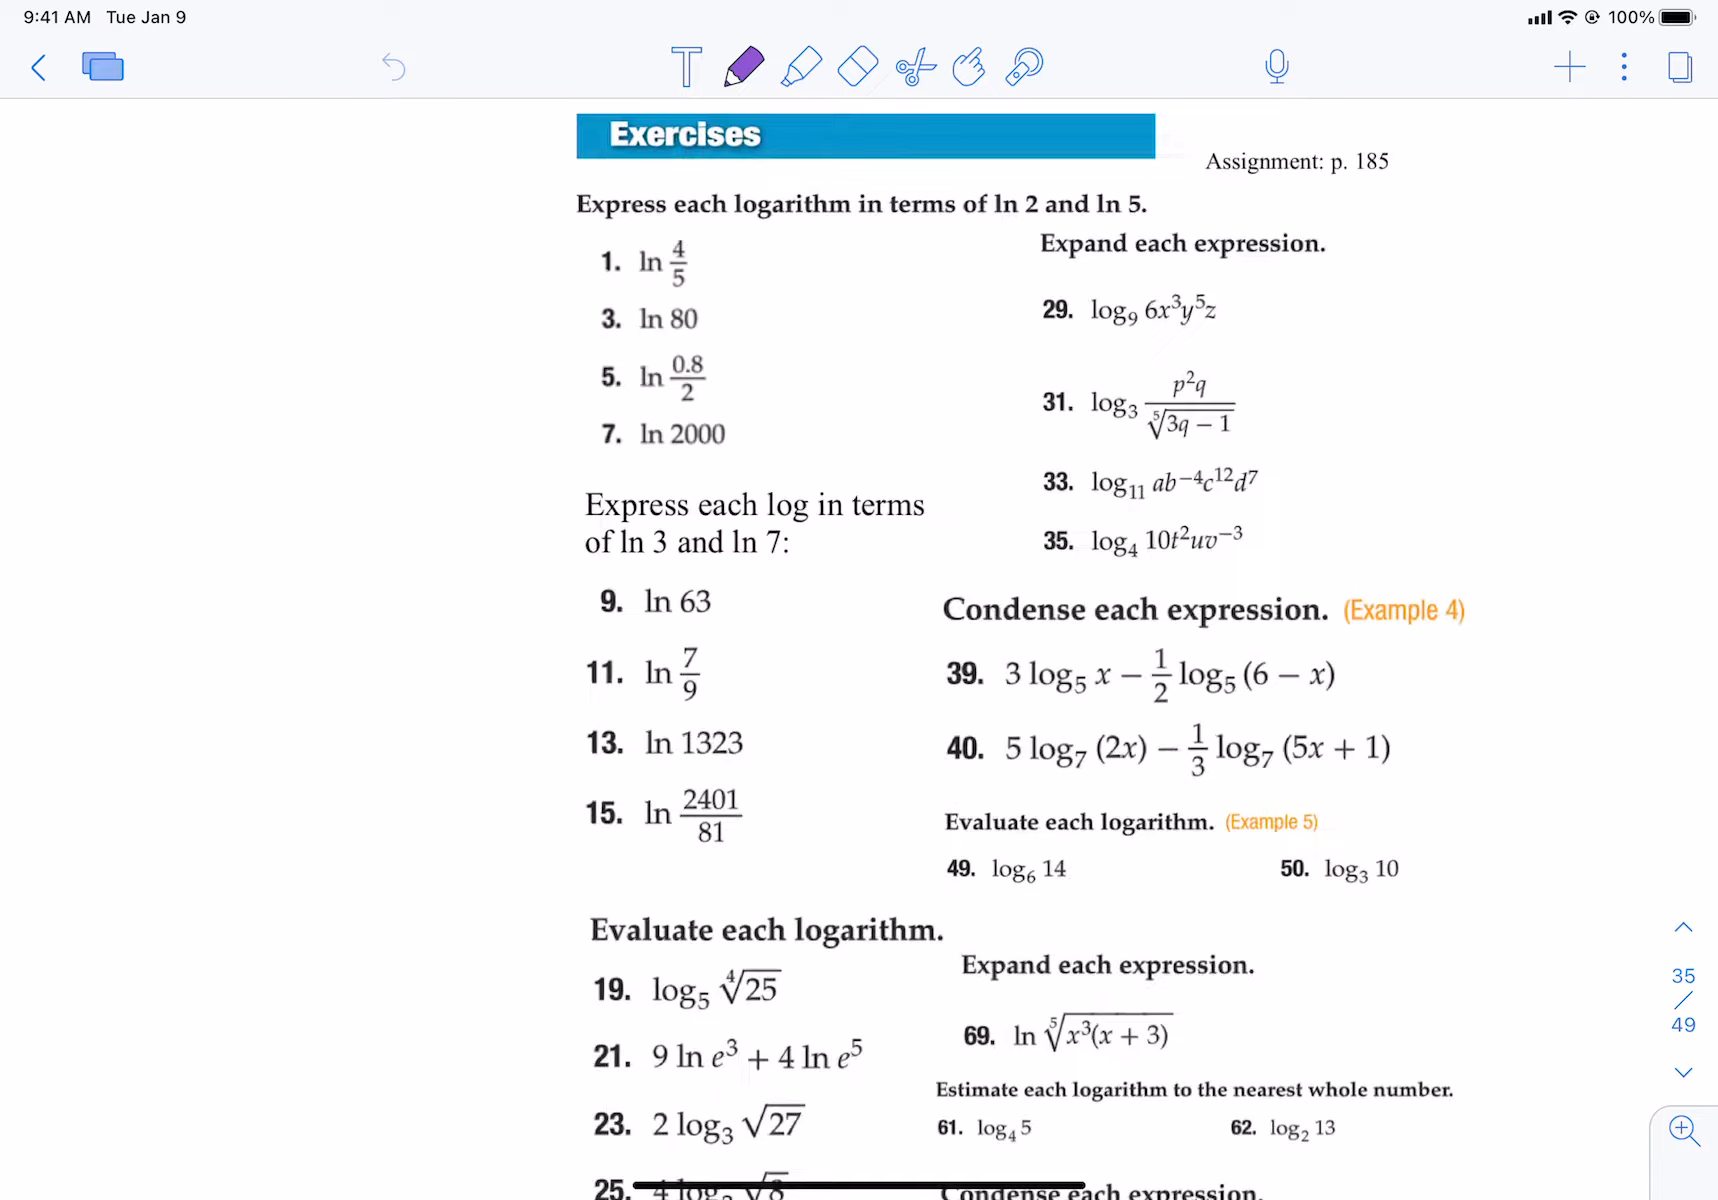 9:41 AM Tue Jan 9
100%
Exercises
Assignment: p. 185
Express each logarithm in terms of ln 2 and ln 5.
1. ln 4/5
3. ln 80
5. ln 0.8/2
7. ln 2000
Express each log in terms
of ln 3 and ln 7:
9. ln 63
11. ln 7/9
13. ln 1323
15. ln 2401/81
Evaluate each logarithm.
19. log₅ ⁴√25
21. 9 ln e³ + 4 ln e⁵
23. 2 log₃ √27
25.
Expand each expression.
29. log₉ 6x³y⁵z
31. log₃ p²q/⁵√(3q − 1)
33. log₁₁ ab⁻⁴c¹²d⁷
35. log₄ 10t²uv⁻³
Condense each expression. (Example 4)
39. 3 log₅ x − 1/2 log₅ (6 − x)
40. 5 log₇ (2x) − 1/3 log₇ (5x + 1)
Evaluate each logarithm. (Example 5)
49. log₆ 14 50. log₃ 10
Expand each expression.
69. ln ⁵√(x³(x + 3))
Estimate each logarithm to the nearest whole number.
61. log₄ 5 62. log₂ 13
Condense each expression.
35
/
49